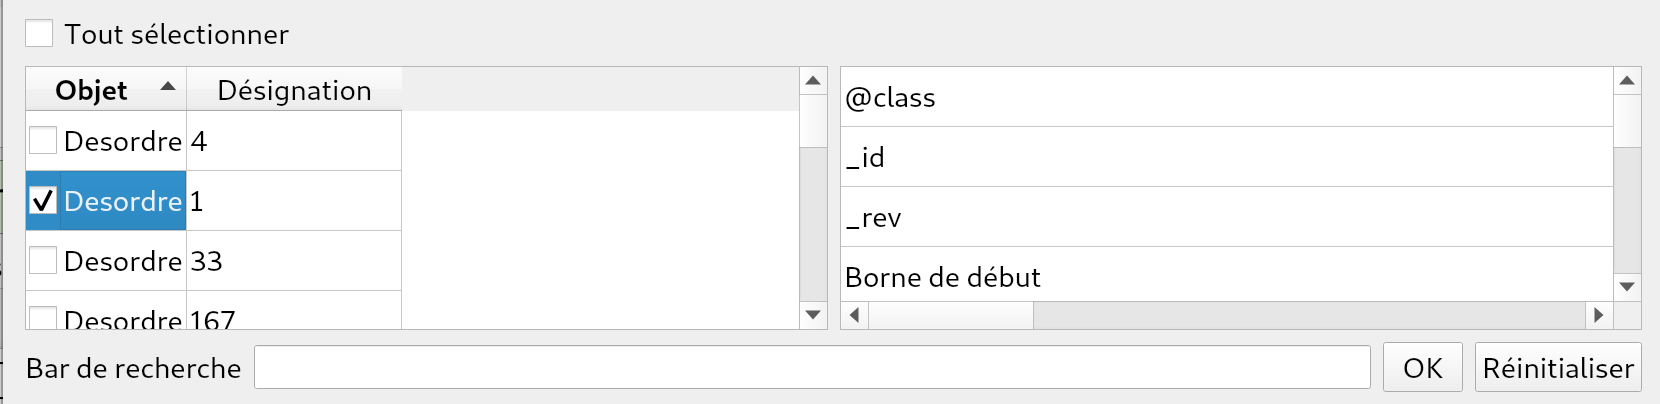 Tout sélectionner
Objet Désignation
Desordre 4
Desordre 1
Desordre 33
Desordre 167
@class
_id
_rev
Borne de début
Bar de recherche OK Réinitialiser